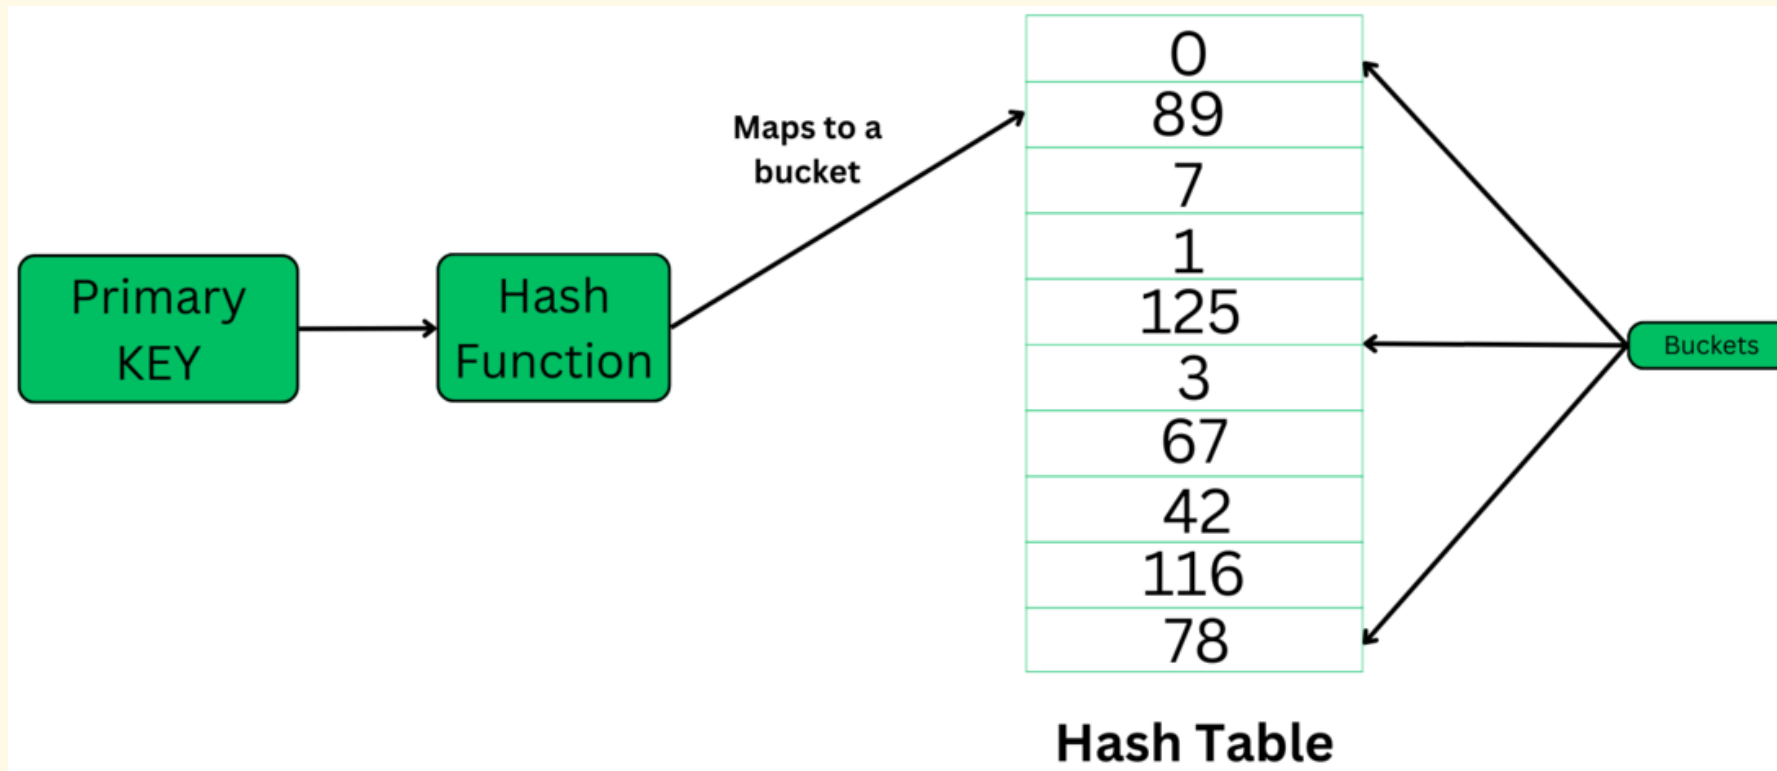 Primary
KEY
Hash
Function
Maps to a
bucket
0
89
7
1
125
3
67
42
116
78
Buckets
Hash Table